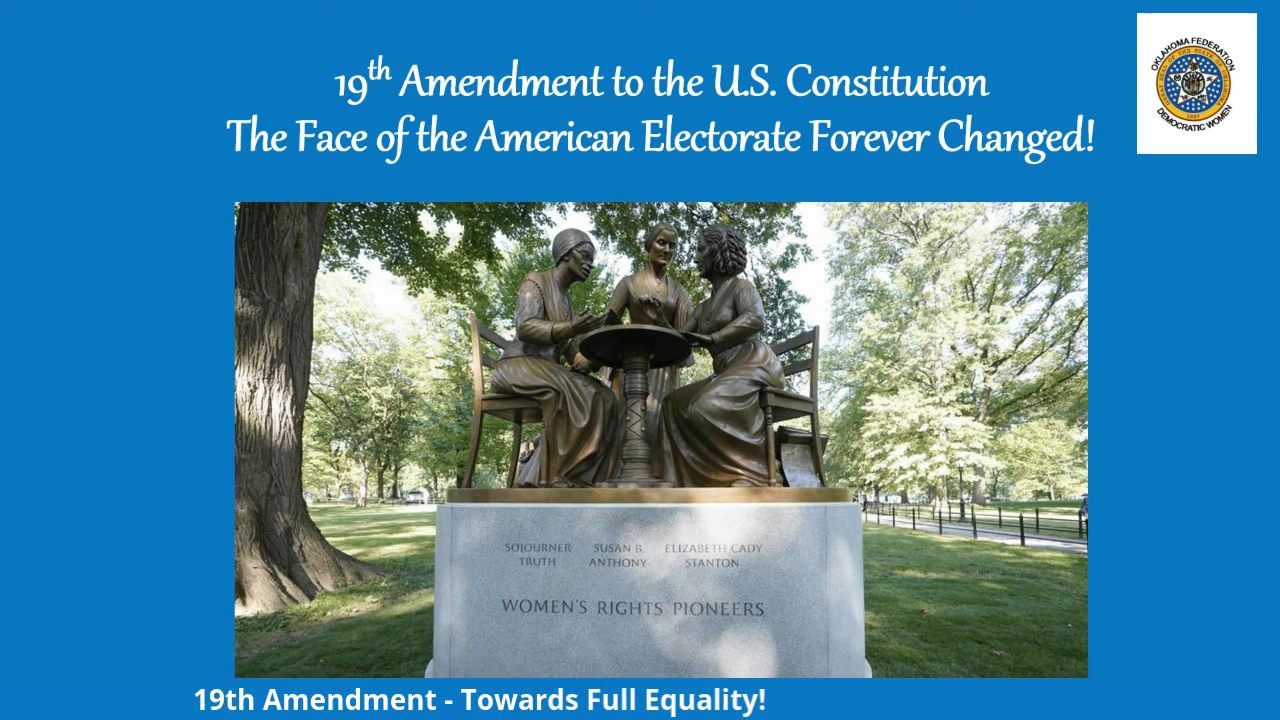 19th Amendment to the U.S. Constitution
The Face of the American Electorate Forever Changed!
OKLAHOMA FEDERATION
DEMOCRATIC WOMEN
SOJOURNER TRUTH
SUSAN B. ANTHONY
ELIZABETH CADY STANTON
WOMEN'S RIGHTS PIONEERS
19th Amendment - Towards Full Equality!